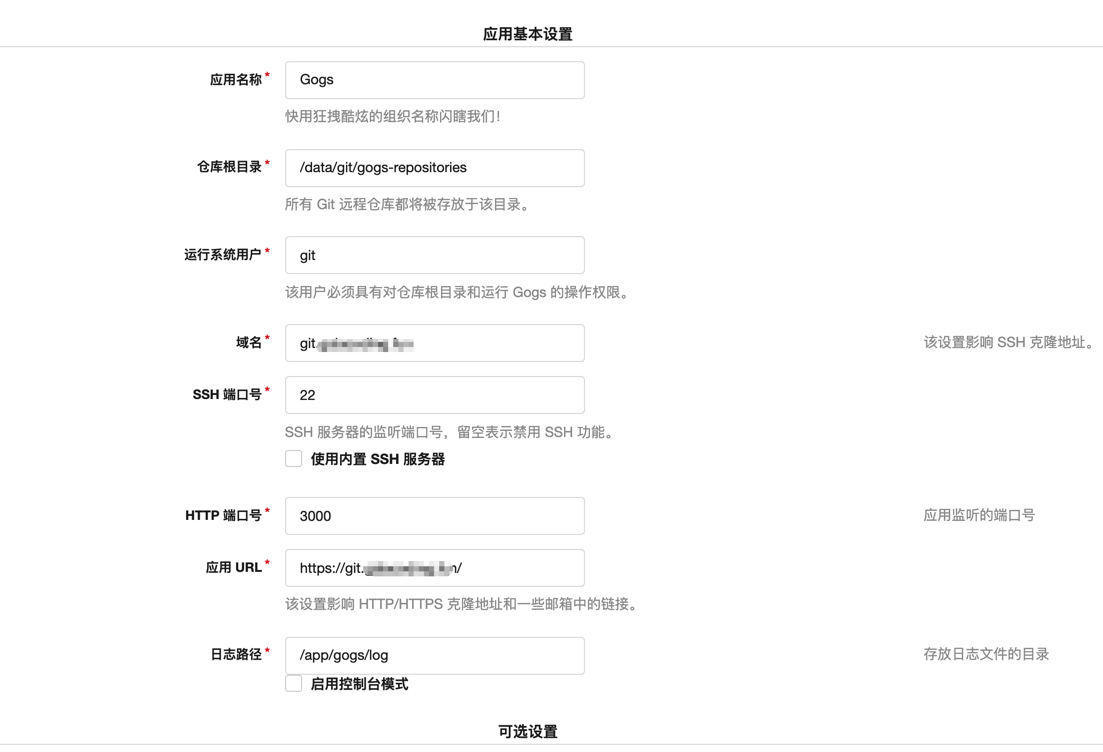 应用基本设置
应用名称*
Gogs
快用狂拽酷炫的组织名称闪瞎我们！
仓库根目录*
/data/git/gogs-repositories
所有 Git 远程仓库都将被存放于该目录。
运行系统用户*
git
该用户必须具有对仓库根目录和运行 Gogs 的操作权限。
域名*
git.
该设置影响 SSH 克隆地址。
SSH 端口号*
22
SSH 服务器的监听端口号，留空表示禁用 SSH 功能。
使用内置 SSH 服务器
HTTP 端口号*
3000
应用监听的端口号
应用 URL*
https://git.
该设置影响 HTTP/HTTPS 克隆地址和一些邮箱中的链接。
日志路径*
/app/gogs/log
存放日志文件的目录
启用控制台模式
可选设置